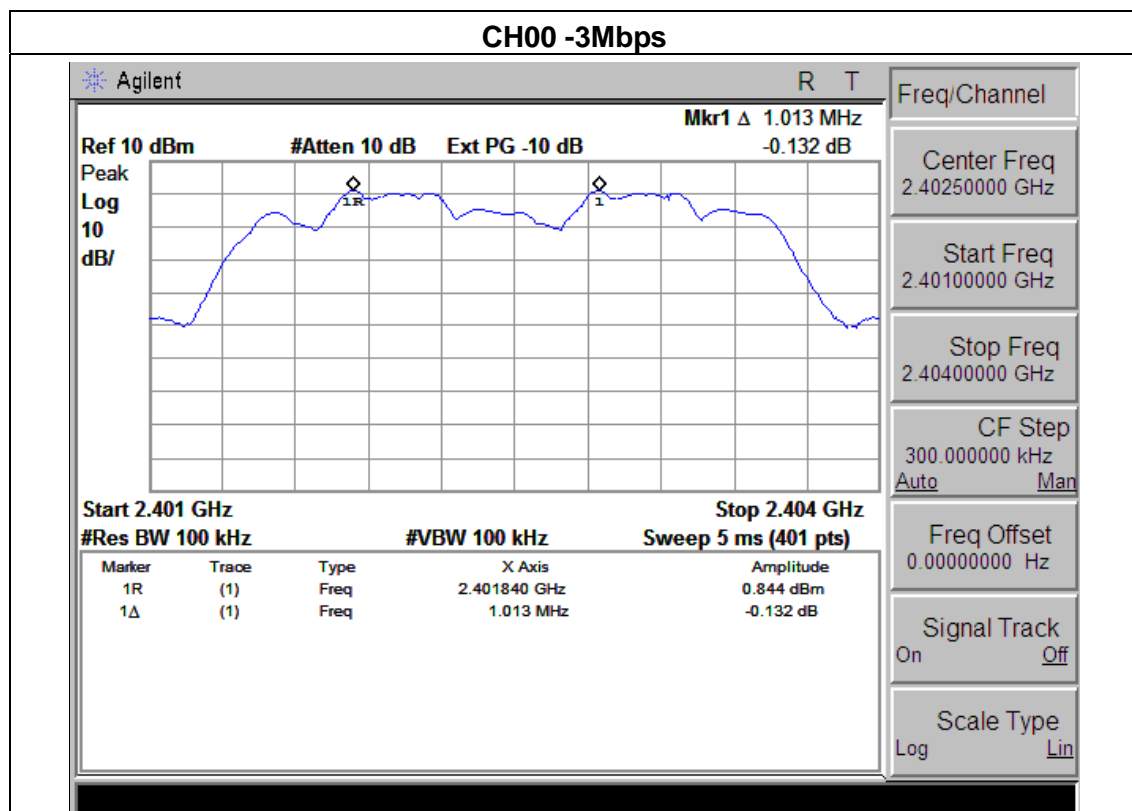 CH00 -3Mbps
Agilent R T
Mkr1 Δ 1.013 MHz
Ref 10 dBm #Atten 10 dB Ext PG -10 dB -0.132 dB
Peak
Log
10
dB/
1R
1
Start 2.401 GHz Stop 2.404 GHz
#Res BW 100 kHz #VBW 100 kHz Sweep 5 ms (401 pts)
Marker Trace Type X Axis Amplitude
1R (1) Freq 2.401840 GHz 0.844 dBm
1Δ (1) Freq 1.013 MHz -0.132 dB
Freq/Channel
Center Freq
2.40250000 GHz
Start Freq
2.40100000 GHz
Stop Freq
2.40400000 GHz
CF Step
300.000000 kHz
Auto Man
Freq Offset
0.00000000 Hz
Signal Track
On Off
Scale Type
Log Lin